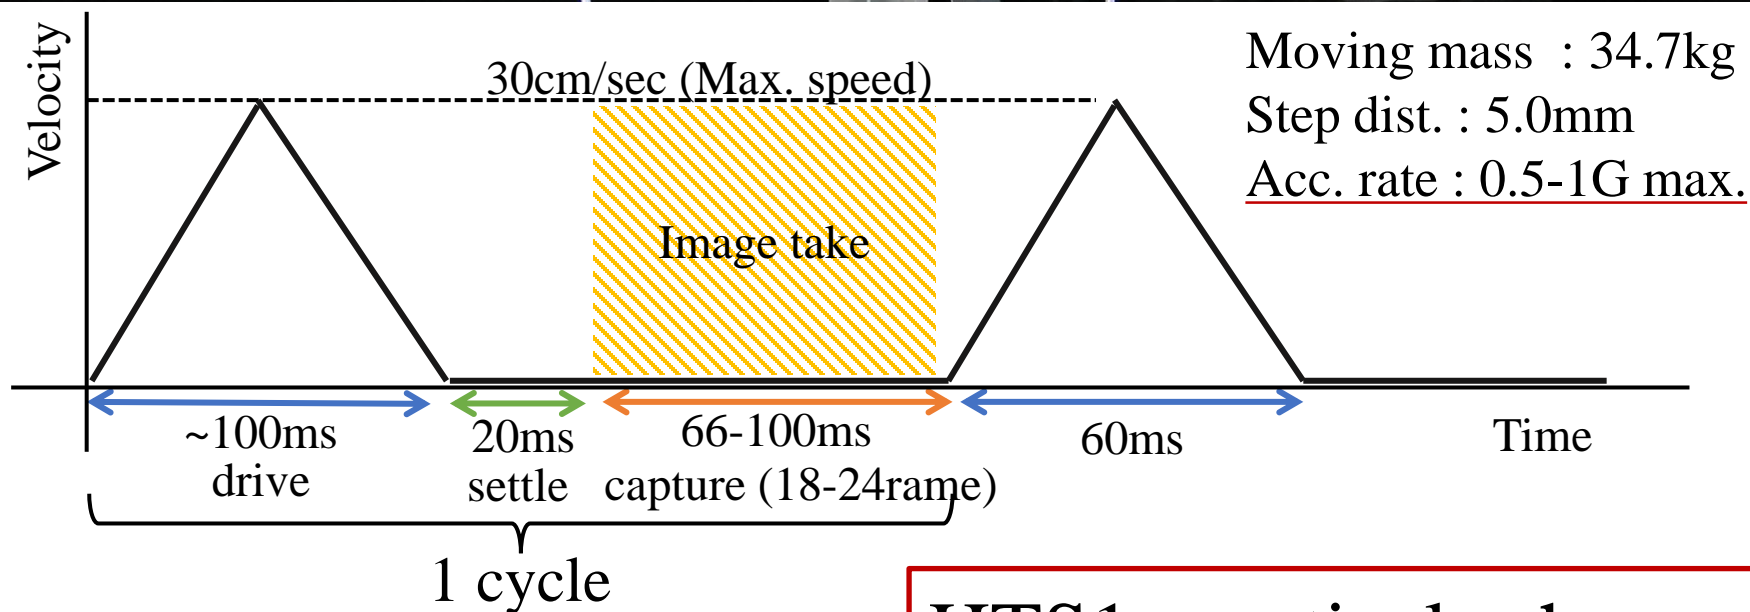 Velocity
30cm/sec (Max. speed)
Moving mass : 34.7kg
Step dist. : 5.0mm
Acc. rate : 0.5-1G max.
Image take
~100ms
drive
20ms
settle
66-100ms
capture (18-24rame)
60ms
Time
1 cycle